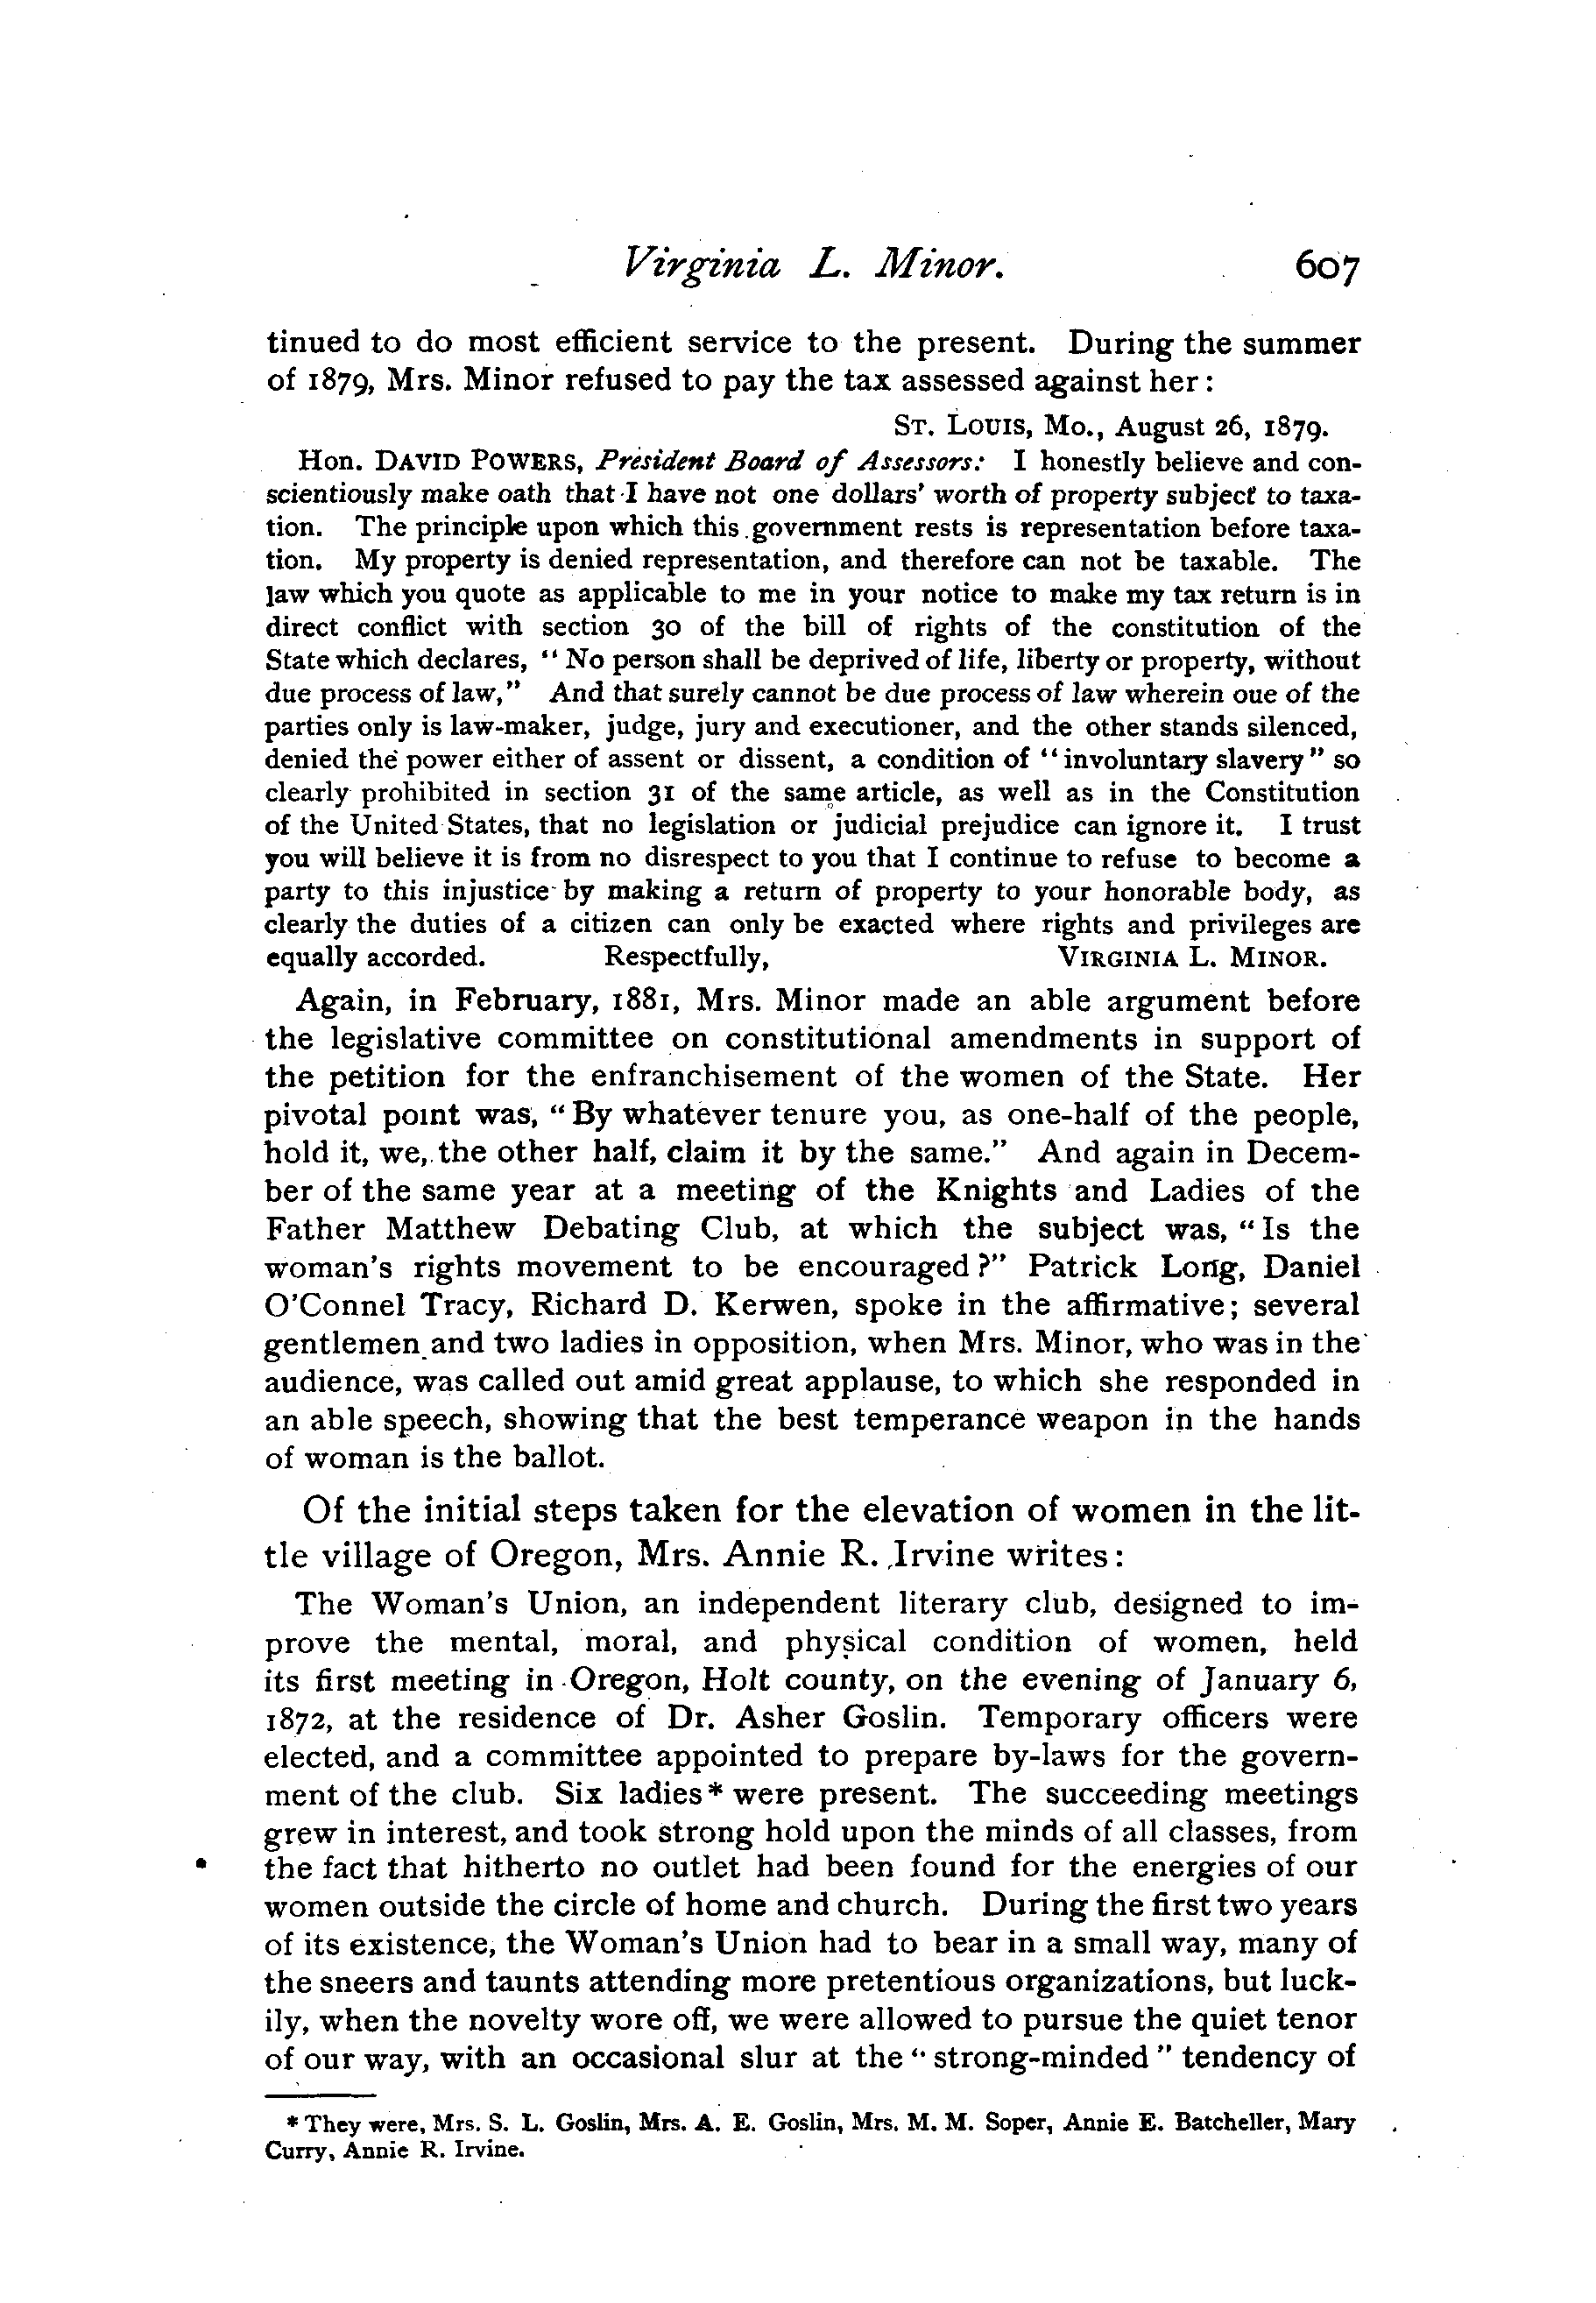 Virginia L. Minor. 607
tinued to do most efficient service to the present. During the summer
of 1879, Mrs. Minor refused to pay the tax assessed against her:
ST. LOUIS, Mo., August 26, 1879.
Hon. DAVID POWERS, President Board of Assessors: I honestly believe and con-
scientiously make oath that I have not one dollars' worth of property subject to taxa-
tion. The principle upon which this government rests is representation before taxa-
tion. My property is denied representation, and therefore can not be taxable. The
law which you quote as applicable to me in your notice to make my tax return is in
direct conflict with section 30 of the bill of rights of the constitution of the
State which declares, "No person shall be deprived of life, liberty or property, without
due process of law," And that surely cannot be due process of law wherein oue of the
parties only is law-maker, judge, jury and executioner, and the other stands silenced,
denied the power either of assent or dissent, a condition of "involuntary slavery" so
clearly prohibited in section 31 of the same article, as well as in the Constitution
of the United States, that no legislation or judicial prejudice can ignore it. I trust
you will believe it is from no disrespect to you that I continue to refuse to become a
party to this injustice by making a return of property to your honorable body, as
clearly the duties of a citizen can only be exacted where rights and privileges are
equally accorded. Respectfully, VIRGINIA L. MINOR.
Again, in February, 1881, Mrs. Minor made an able argument before
the legislative committee on constitutional amendments in support of
the petition for the enfranchisement of the women of the State. Her
pivotal point was, "By whatever tenure you, as one-half of the people,
hold it, we, the other half, claim it by the same." And again in Decem-
ber of the same year at a meeting of the Knights and Ladies of the
Father Matthew Debating Club, at which the subject was, "Is the
woman's rights movement to be encouraged?" Patrick Long, Daniel
O'Connel Tracy, Richard D. Kerwen, spoke in the affirmative; several
gentlemen and two ladies in opposition, when Mrs. Minor, who was in the
audience, was called out amid great applause, to which she responded in
an able speech, showing that the best temperance weapon in the hands
of woman is the ballot.
Of the initial steps taken for the elevation of women in the lit-
tle village of Oregon, Mrs. Annie R. Irvine writes:
The Woman's Union, an independent literary club, designed to im-
prove the mental, moral, and physical condition of women, held
its first meeting in Oregon, Holt county, on the evening of January 6,
1872, at the residence of Dr. Asher Goslin. Temporary officers were
elected, and a committee appointed to prepare by-laws for the govern-
ment of the club. Six ladies* were present. The succeeding meetings
grew in interest, and took strong hold upon the minds of all classes, from
the fact that hitherto no outlet had been found for the energies of our
women outside the circle of home and church. During the first two years
of its existence, the Woman's Union had to bear in a small way, many of
the sneers and taunts attending more pretentious organizations, but luck-
ily, when the novelty wore off, we were allowed to pursue the quiet tenor
of our way, with an occasional slur at the "strong-minded" tendency of
* They were, Mrs. S. L. Goslin, Mrs. A. E. Goslin, Mrs. M. M. Soper, Annie E. Batcheller, Mary
Curry, Annie R. Irvine.